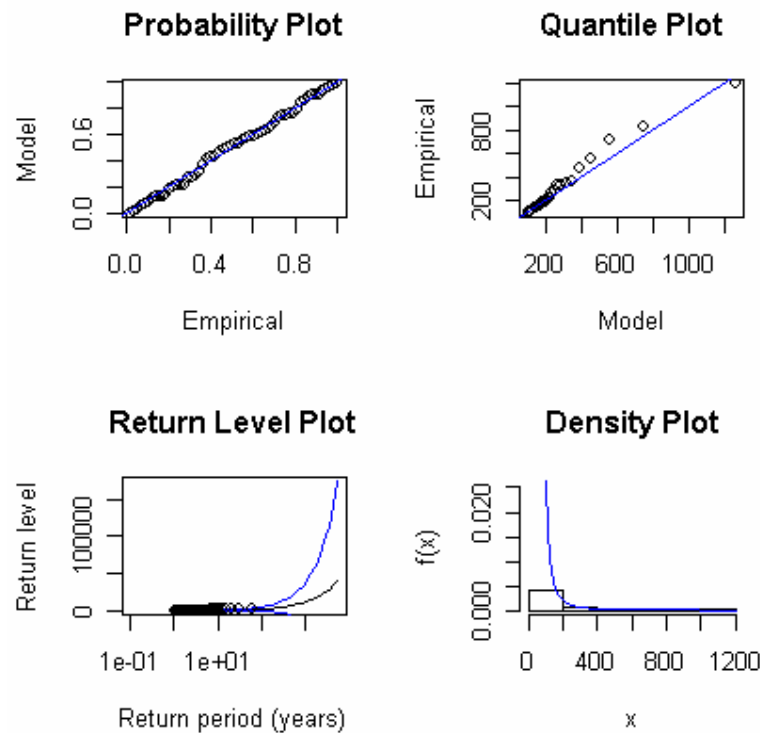 Probability Plot
Model
0.0 0.6
0.0 0.4 0.8
Empirical
Quantile Plot
Empirical
200 800
200 600 1000
Model
Return Level Plot
Return level
0 100000
1e-01 1e+01
Return period (years)
Density Plot
f(x)
0.000 0.020
0 400 800 1200
x